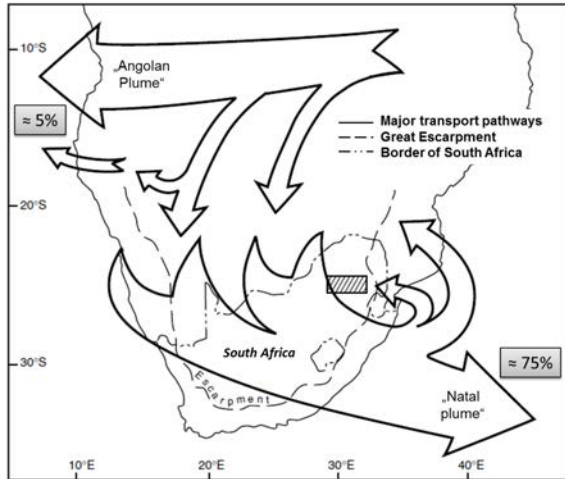 10°S
„Angolan
Plume“
≈ 5%
Major transport pathways
Great Escarpment
Border of South Africa
20°S
30°S
South Africa
Escarpment
≈ 75%
„Natal
plume“
10°E
20°E
30°E
40°E